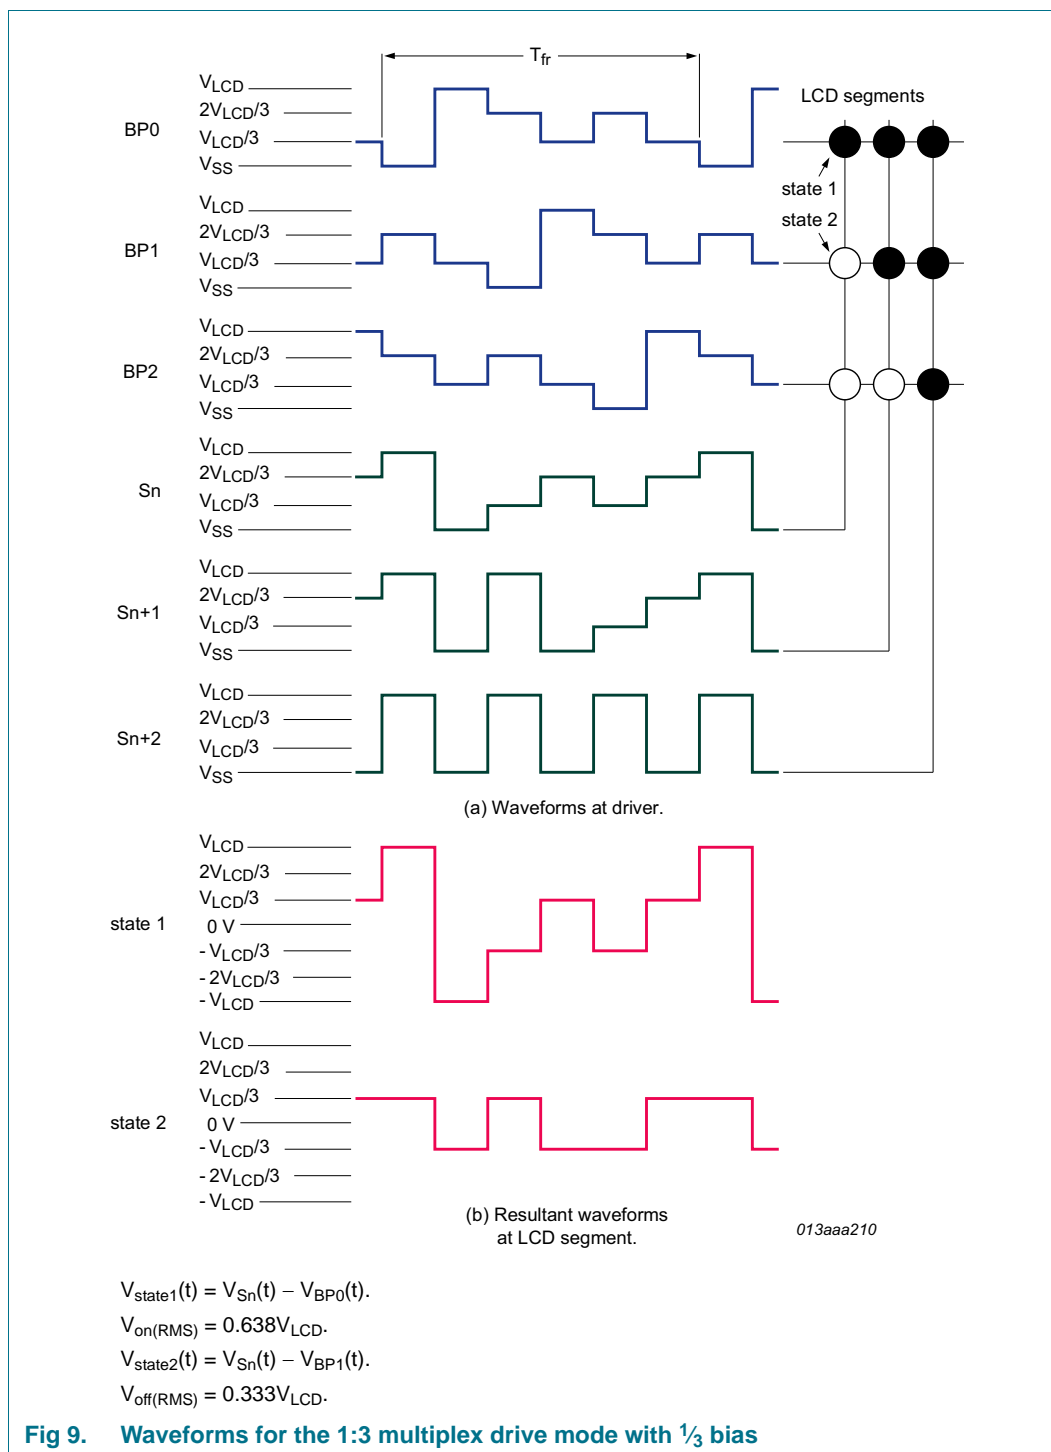 T_fr
V_LCD
2V_LCD/3
V_LCD/3
V_SS
BP0
LCD segments
state 1
V_LCD
2V_LCD/3
V_LCD/3
V_SS
BP1
state 2
V_LCD
2V_LCD/3
V_LCD/3
V_SS
BP2
V_LCD
2V_LCD/3
V_LCD/3
V_SS
Sn
V_LCD
2V_LCD/3
V_LCD/3
V_SS
Sn+1
V_LCD
2V_LCD/3
V_LCD/3
V_SS
Sn+2
(a) Waveforms at driver.
V_LCD
2V_LCD/3
V_LCD/3
0 V
- V_LCD/3
- 2V_LCD/3
- V_LCD
state 1
V_LCD
2V_LCD/3
V_LCD/3
0 V
- V_LCD/3
- 2V_LCD/3
- V_LCD
state 2
(b) Resultant waveforms
at LCD segment.
013aaa210
V_state1(t) = V_Sn(t) − V_BP0(t).
V_on(RMS) = 0.638V_LCD.
V_state2(t) = V_Sn(t) − V_BP1(t).
V_off(RMS) = 0.333V_LCD.
Fig 9. Waveforms for the 1:3 multiplex drive mode with 1⁄3 bias